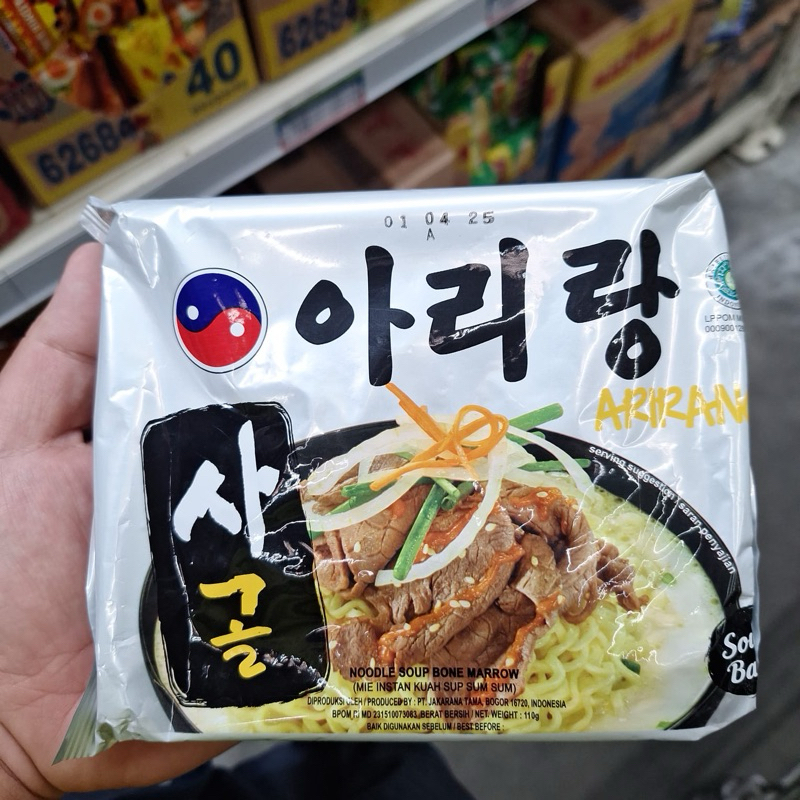 40
62684
62684
01 04 25
A
아리랑
ARIRANG
LPPOM
사골
serving suggestion / saran penyajian
NOODLE SOUP BONE MARROW
(MIE INSTAN KUAH SUP SUM SUM)
DIPRODUKSI OLEH / PRODUCED BY : PT. JAKARANA TAMA, BOGOR 16720, INDONESIA
BPOM RI MD 231510073083 BERAT BERSIH / NET. WEIGHT : 110g
BAIK DIGUNAKAN SEBELUM / BEST BEFORE :